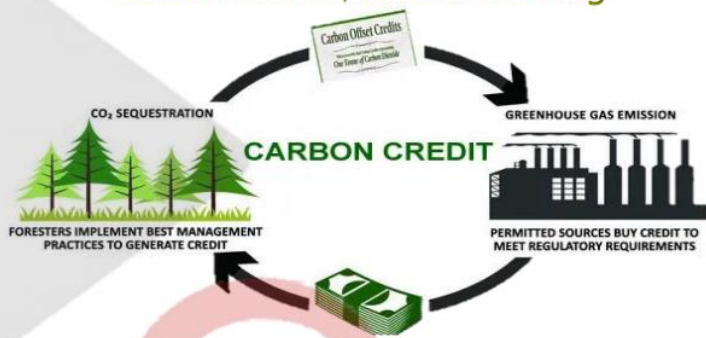 Carbon Offset Credits
One Tonne of Carbon Dioxide
CO₂ SEQUESTRATION
GREENHOUSE GAS EMISSION
CARBON CREDIT
FORESTERS IMPLEMENT BEST MANAGEMENT
PRACTICES TO GENERATE CREDIT
PERMITTED SOURCES BUY CREDIT TO
MEET REGULATORY REQUIREMENTS